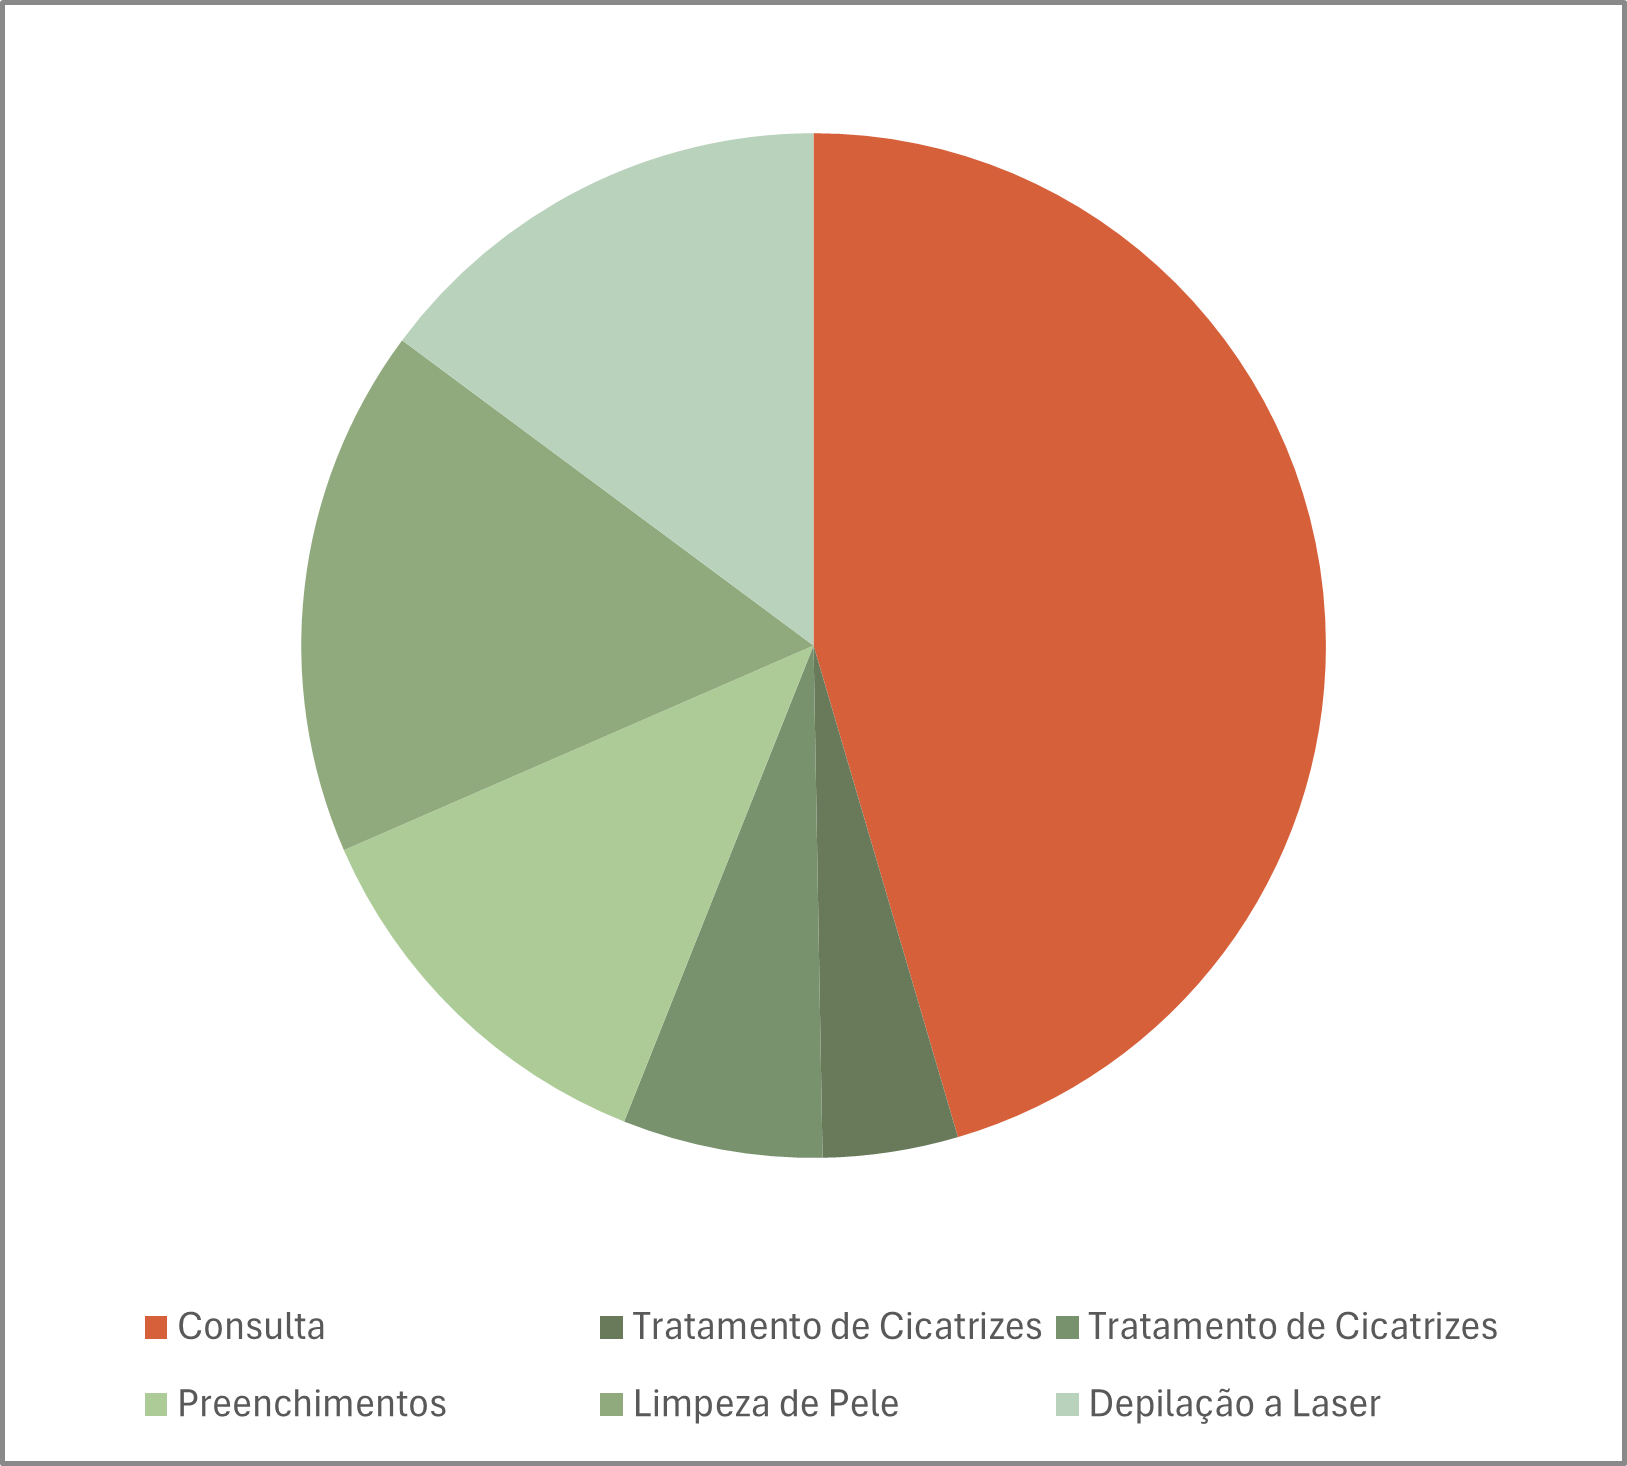 Consulta
Tratamento de Cicatrizes
Tratamento de Cicatrizes
Preenchimentos
Limpeza de Pele
Depilação a Laser